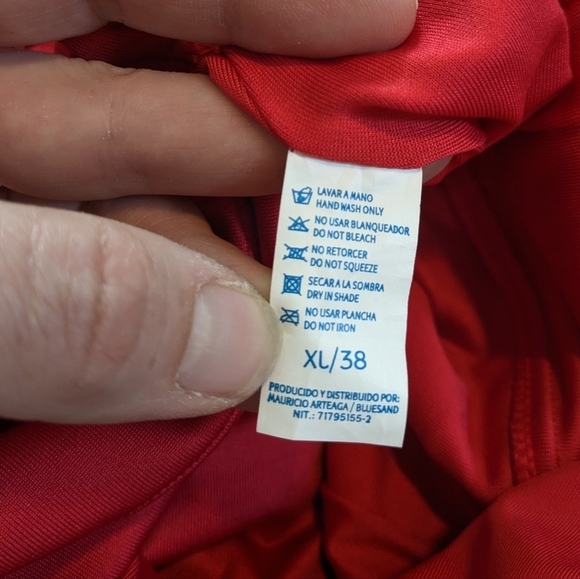 LAVAR A MANO
HAND WASH ONLY
NO USAR BLANQUEADOR
DO NOT BLEACH
NO RETORCER
DO NOT SQUEEZE
SECAR A LA SOMBRA
DRY IN SHADE
NO USAR PLANCHA
DO NOT IRON
XL/38
PRODUCIDO Y DISTRIBUIDO POR:
MAURICIO ARTEAGA / BLUESAND
NIT.: 71795155-2